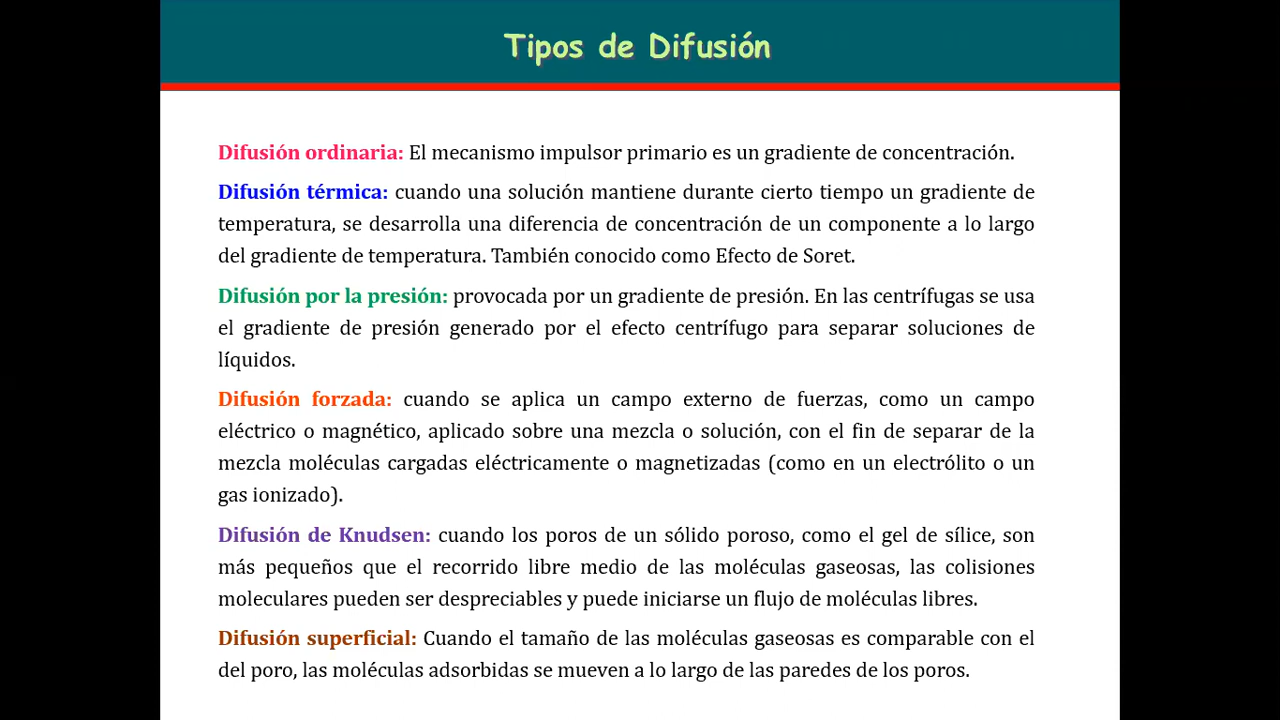 Tipos de Difusión
Difusión ordinaria: El mecanismo impulsor primario es un gradiente de concentración.
Difusión térmica: cuando una solución mantiene durante cierto tiempo un gradiente de
temperatura, se desarrolla una diferencia de concentración de un componente a lo largo
del gradiente de temperatura. También conocido como Efecto de Soret.
Difusión por la presión: provocada por un gradiente de presión. En las centrífugas se usa
el gradiente de presión generado por el efecto centrífugo para separar soluciones de
líquidos.
Difusión forzada: cuando se aplica un campo externo de fuerzas, como un campo
eléctrico o magnético, aplicado sobre una mezcla o solución, con el fin de separar de la
mezcla moléculas cargadas eléctricamente o magnetizadas (como en un electrólito o un
gas ionizado).
Difusión de Knudsen: cuando los poros de un sólido poroso, como el gel de sílice, son
más pequeños que el recorrido libre medio de las moléculas gaseosas, las colisiones
moleculares pueden ser despreciables y puede iniciarse un flujo de moléculas libres.
Difusión superficial: Cuando el tamaño de las moléculas gaseosas es comparable con el
del poro, las moléculas adsorbidas se mueven a lo largo de las paredes de los poros.